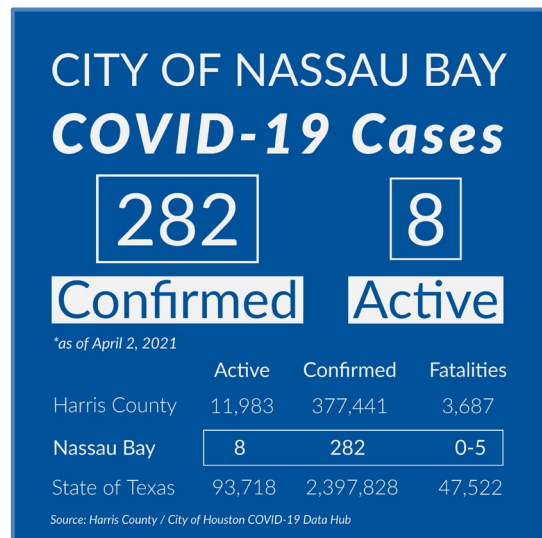 CITY OF NASSAU BAY
COVID-19 Cases
282 8
Confirmed Active
*as of April 2, 2021
Active Confirmed Fatalities
Harris County 11,983 377,441 3,687
Nassau Bay 8 282 0-5
State of Texas 93,718 2,397,828 47,522
Source: Harris County / City of Houston COVID-19 Data Hub